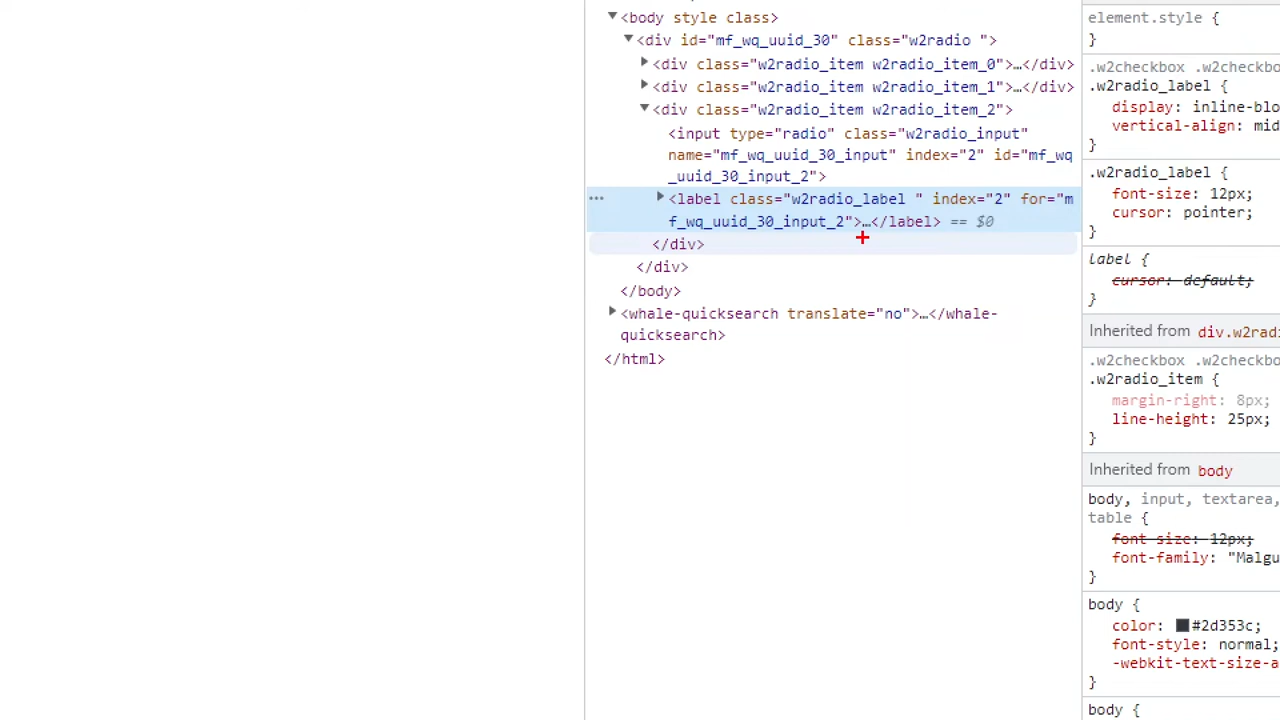 <body style class>
<div id="mf_wq_uuid_30" class="w2radio ">
<div class="w2radio_item w2radio_item_0">…</div>
<div class="w2radio_item w2radio_item_1">…</div>
<div class="w2radio_item w2radio_item_2">
<input type="radio" class="w2radio_input"
name="mf_wq_uuid_30_input" index="2" id="mf_wq
_uuid_30_input_2">
<label class="w2radio_label " index="2" for="m
f_wq_uuid_30_input_2">…</label> == $0
</div>
</div>
</body>
<whale-quicksearch translate="no">…</whale-
quicksearch>
</html>
element.style {
}
.w2checkbox .w2checkbo
.w2radio_label {
display: inline-blo
vertical-align: mid
}
.w2radio_label {
font-size: 12px;
cursor: pointer;
}
label {
cursor: default;
}
Inherited from div.w2radi
.w2checkbox .w2checkbo
.w2radio_item {
margin-right: 8px;
line-height: 25px;
}
Inherited from body
body, input, textarea,
table {
font-size: 12px;
font-family: "Malgu
}
body {
color: #2d353c;
font-style: normal;
-webkit-text-size-a
}
body {